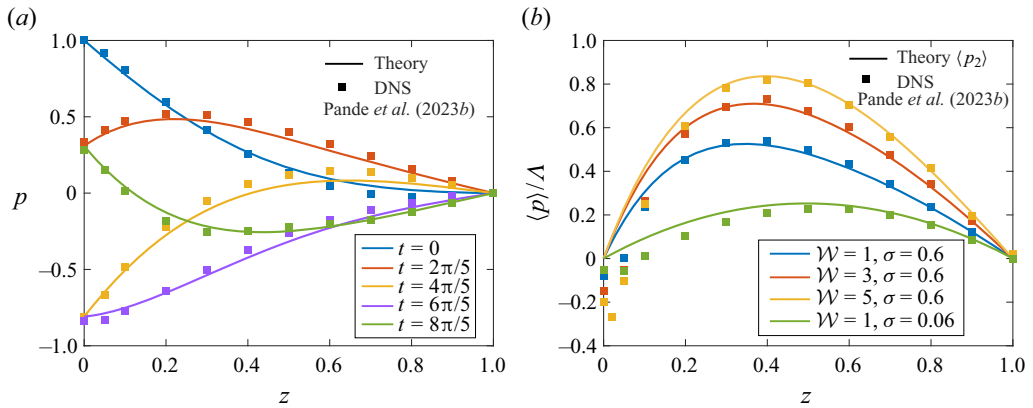 (a)
1.0
0.5
0
−0.5
−1.0
p
Theory
DNS
Pande et al. (2023b)
t = 0
t = 2π/5
t = 4π/5
t = 6π/5
t = 8π/5
0 0.2 0.4 0.6 0.8 1.0
z
(b)
1.0
0.8
0.6
0.4
0.2
0
−0.2
−0.4
⟨p⟩/Λ
Theory ⟨p₂⟩
DNS
Pande et al. (2023b)
𝒲 = 1, σ = 0.6
𝒲 = 3, σ = 0.6
𝒲 = 5, σ = 0.6
𝒲 = 1, σ = 0.06
0 0.2 0.4 0.6 0.8 1.0
z